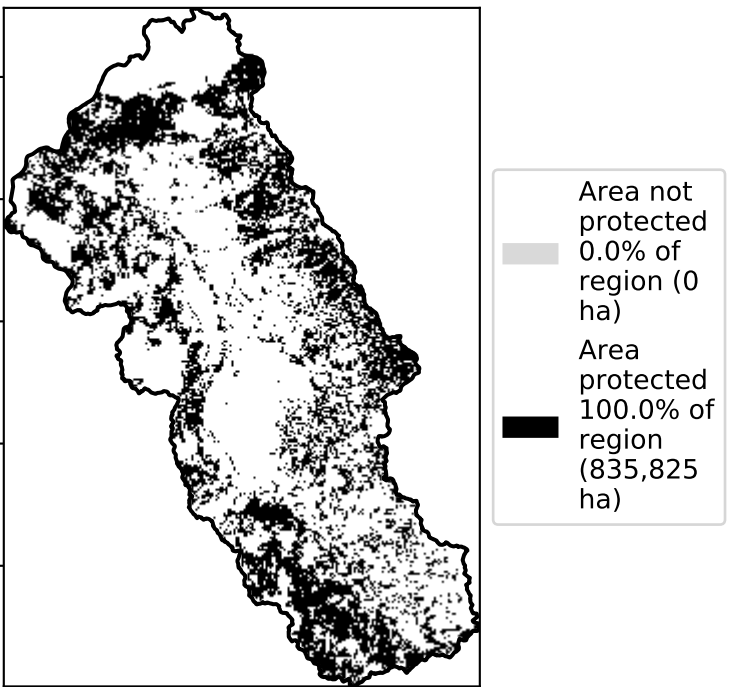 Area not
protected
0.0% of
region (0
ha)
Area
protected
100.0% of
region
(835,825
ha)